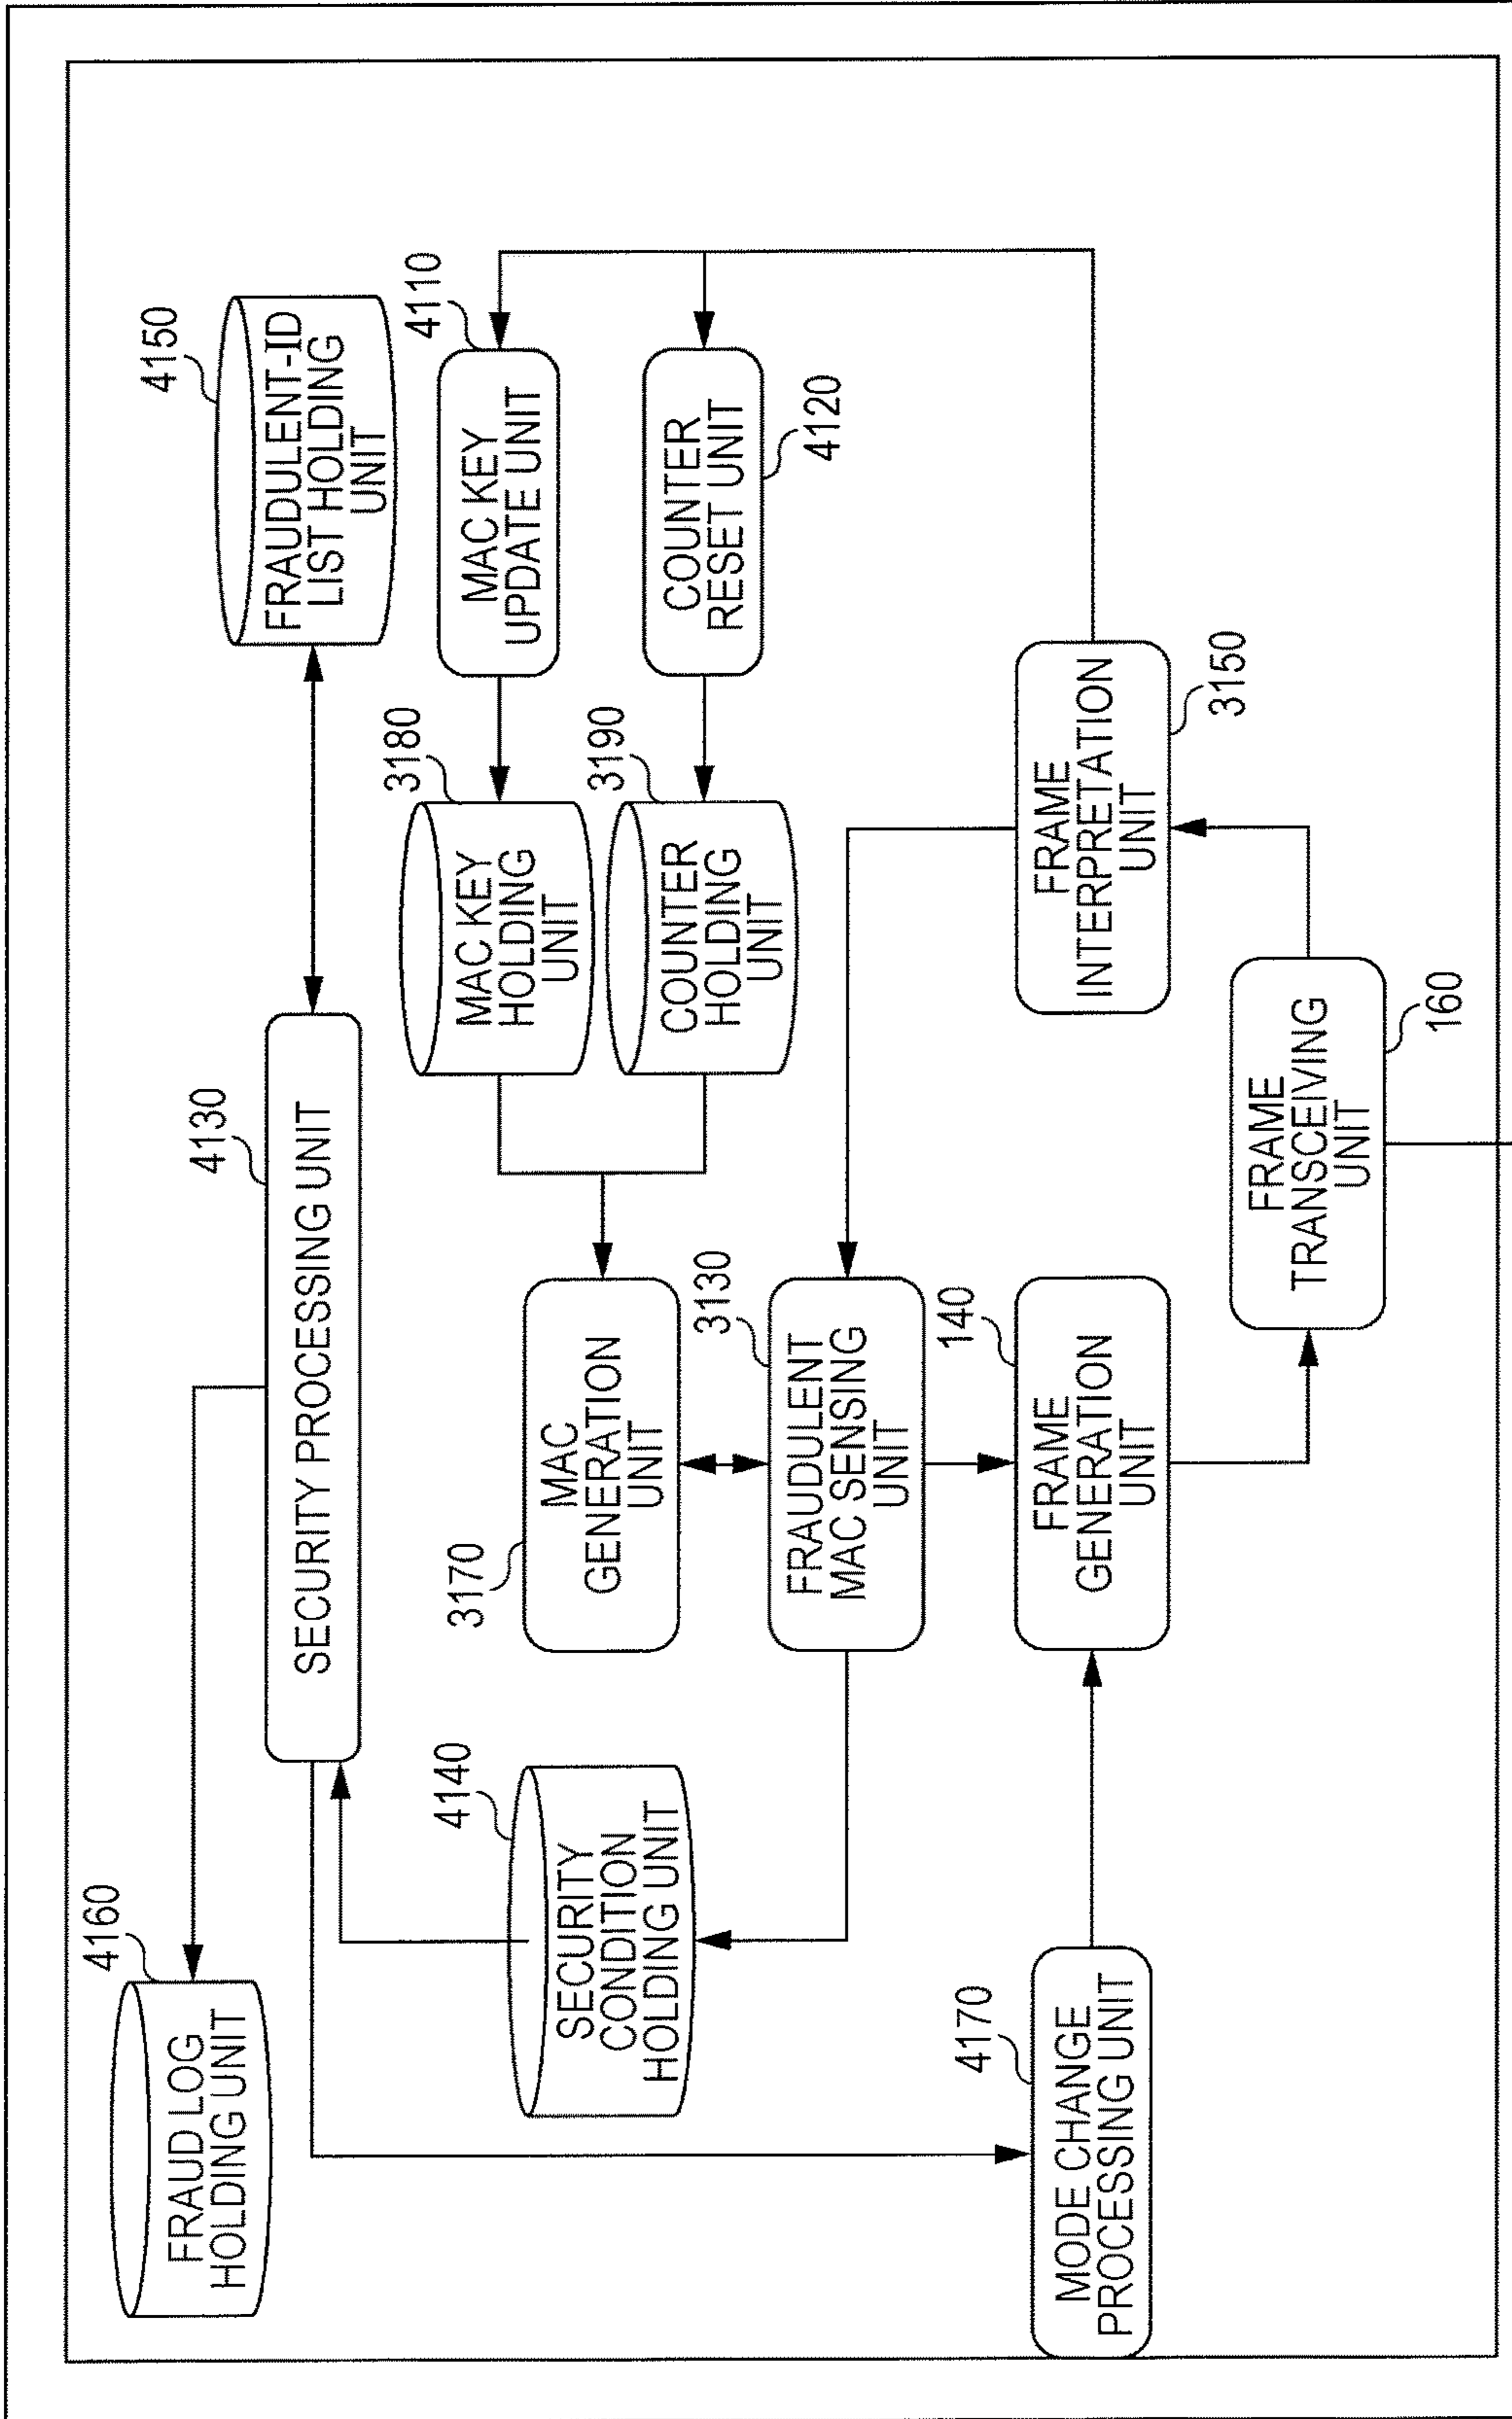 4160
FRAUD LOG
HOLDING UNIT
4130
SECURITY PROCESSING UNIT
4150
FRAUDULENT-ID
LIST HOLDING
UNIT
4140
SECURITY
CONDITION
HOLDING UNIT
3170
MAC
GENERATION
UNIT
3180
MAC KEY
HOLDING
UNIT
4110
MAC KEY
UPDATE UNIT
3190
COUNTER
HOLDING
UNIT
COUNTER
RESET UNIT
4120
3130
FRAUDULENT
MAC SENSING
UNIT
4170
MODE CHANGE
PROCESSING UNIT
140
FRAME
GENERATION
UNIT
FRAME
INTERPRETATION
UNIT
3150
FRAME
TRANSCEIVING
UNIT
160